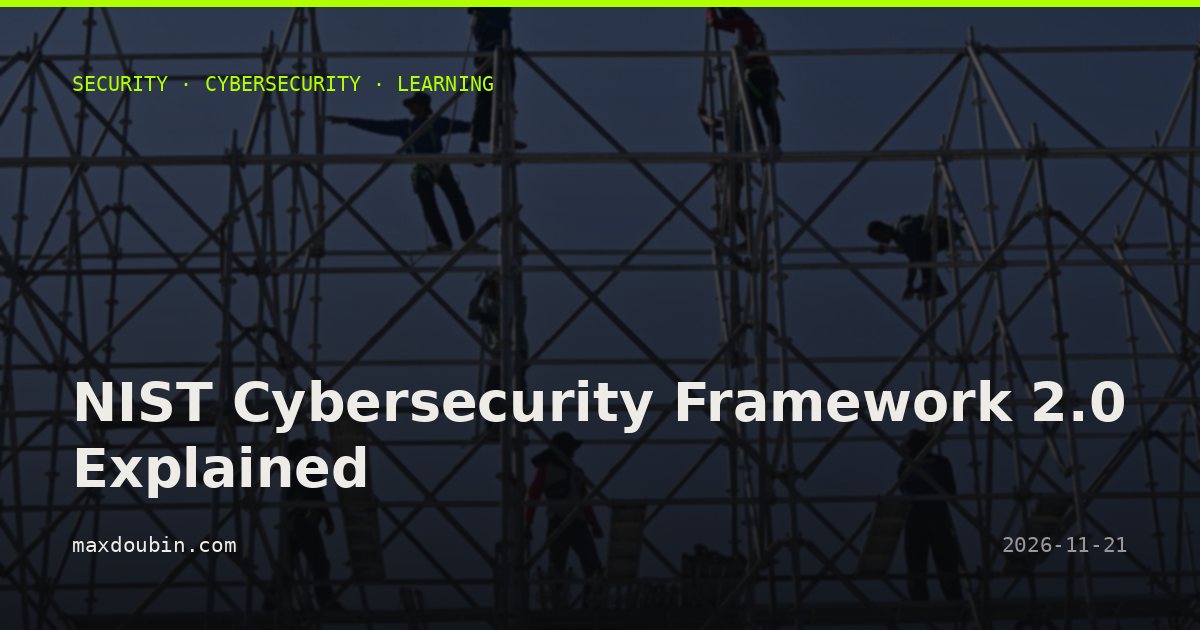 SECURITY · CYBERSECURITY · LEARNING
NIST Cybersecurity Framework 2.0
Explained
maxdoubin.com
2026-11-21